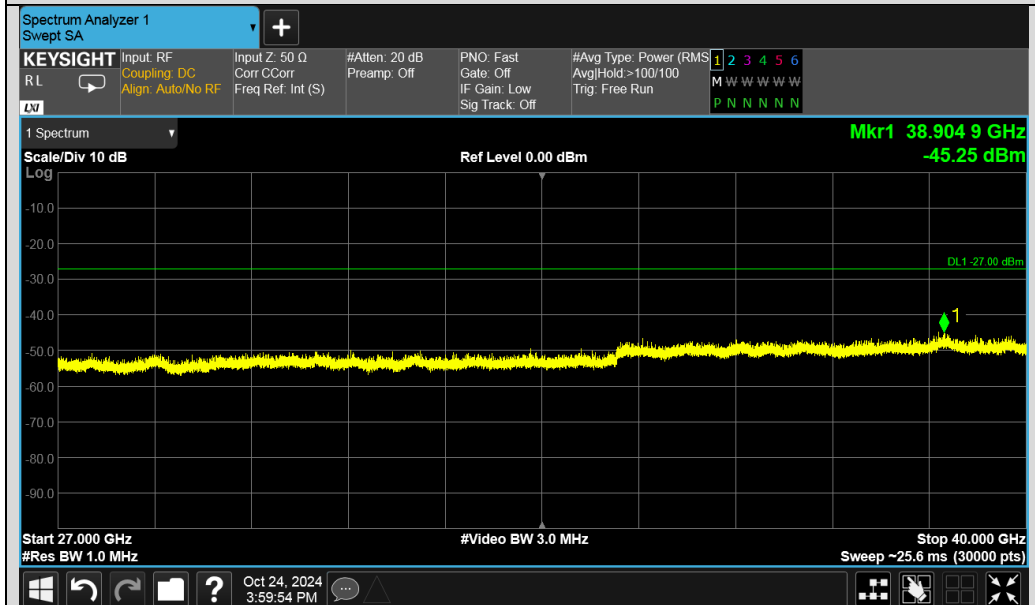 Spectrum Analyzer 1
Swept SA
+
KEYSIGHT
RL
LXI
Input: RF
Coupling: DC
Align: Auto/No RF
Input Z: 50 Ω
Corr CCorr
Freq Ref: Int (S)
#Atten: 20 dB
Preamp: Off
PNO: Fast
Gate: Off
IF Gain: Low
Sig Track: Off
#Avg Type: Power (RMS
Avg|Hold:>100/100
Trig: Free Run
1 2 3 4 5 6
M W W W W W
P N N N N N
1 Spectrum
Mkr1 38.904 9 GHz
-45.25 dBm
Scale/Div 10 dB
Ref Level 0.00 dBm
Log
-10.0
-20.0
DL1 -27.00 dBm
-30.0
-40.0
1
-50.0
-60.0
-70.0
-80.0
-90.0
Start 27.000 GHz
#Video BW 3.0 MHz
Stop 40.000 GHz
#Res BW 1.0 MHz
Sweep ~25.6 ms (30000 pts)
?
Oct 24, 2024
3:59:54 PM